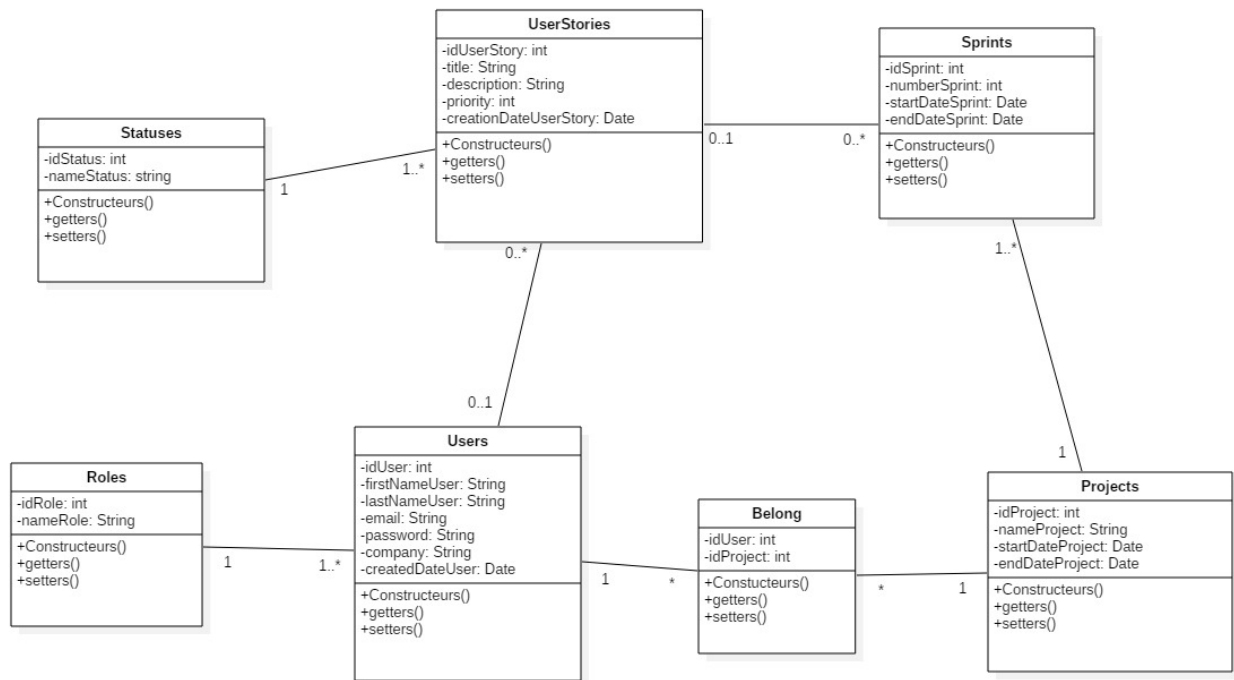 UserStories
-idUserStory: int
-title: String
-description: String
-priority: int
-creationDateUserStory: Date
+Constructeurs()
+getters()
+setters()
Sprints
-idSprint: int
-numberSprint: int
-startDateSprint: Date
-endDateSprint: Date
+Constructeurs()
+getters()
+setters()
Statuses
-idStatus: int
-nameStatus: string
+Constructeurs()
+getters()
+setters()
1
1..*
0..1
0..*
0..*
1..*
0..1
1
Users
-idUser: int
-firstNameUser: String
-lastNameUser: String
-email: String
-password: String
-company: String
-createdDateUser: Date
+Constructeurs()
+getters()
+setters()
Roles
-idRole: int
-nameRole: String
+Constructeurs()
+getters()
+setters()
1
1..*
Belong
-idUser: int
-idProject: int
+Constucteurs()
+getters()
+setters()
1
*
*
1
Projects
-idProject: int
-nameProject: String
-startDateProject: Date
-endDateProject: Date
+Constructeurs()
+getters()
+setters()